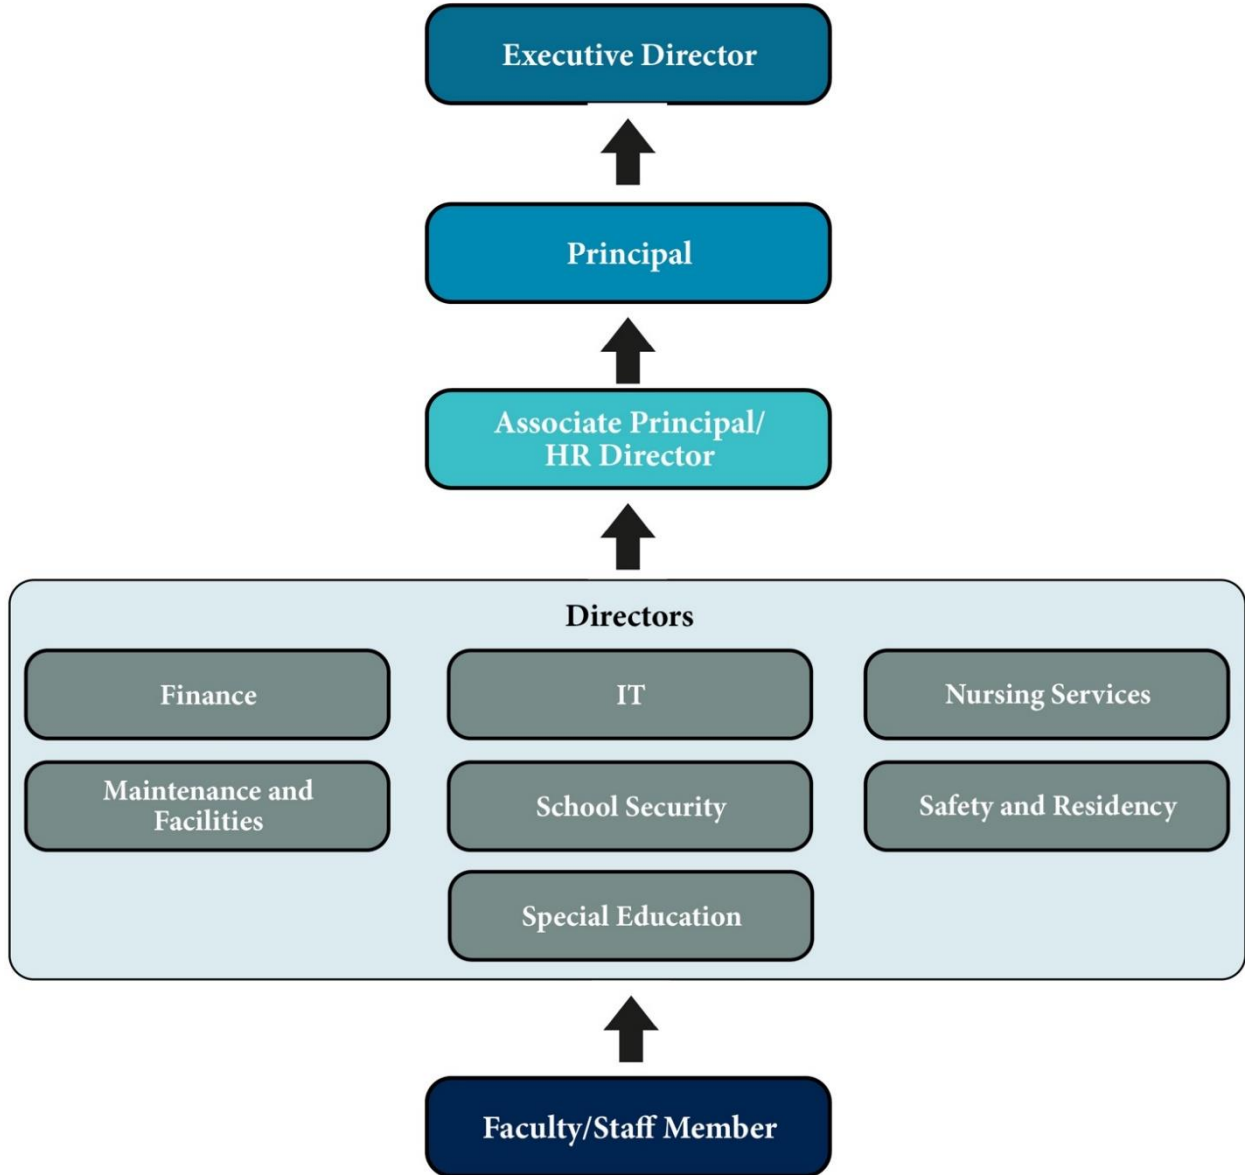 Executive Director
Principal
Associate Principal/
HR Director
Directors
Finance
IT
Nursing Services
Maintenance and
Facilities
School Security
Safety and Residency
Special Education
Faculty/Staff Member